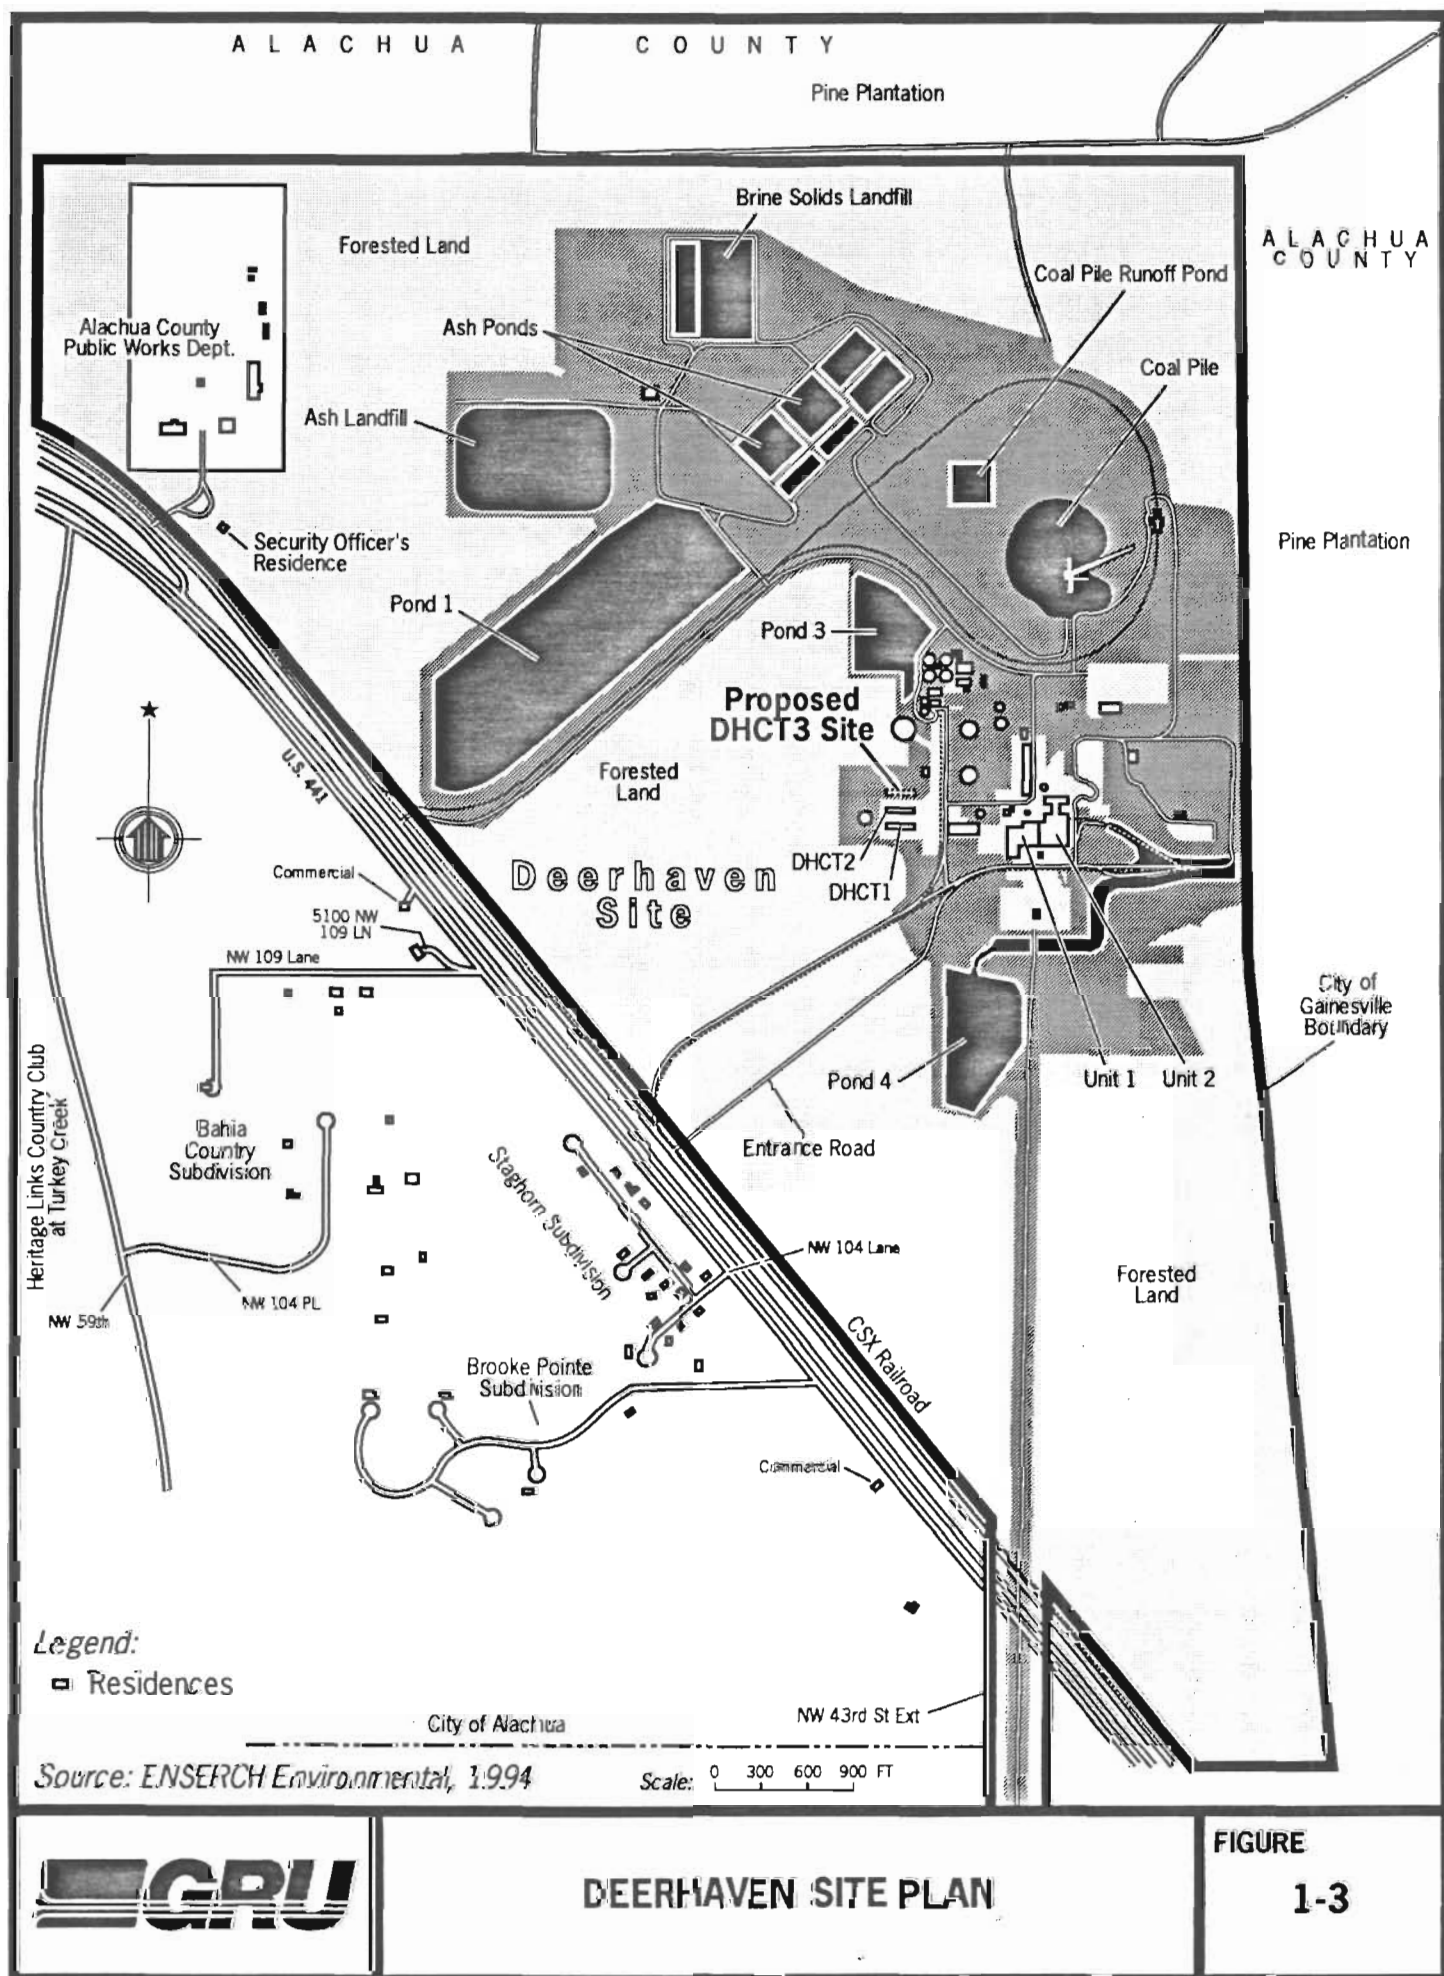 ALACHUA COUNTY
Pine Plantation
Brine Solids Landfill
Forested Land
ALACHUA
COUNTY
Coal Pile Runoff Pond
Alachua County
Public Works Dept.
Ash Ponds
Coal Pile
Ash Landfill
Security Officer's
Residence
Pine Plantation
Pond 1
Pond 3
Proposed
DHCT3 Site
U.S. 441
Forested
Land
DHCT2
DHCT1
Deerhaven
Site
Commercial
5100 NW
109 LN
NW 109 Lane
City of
Gainesville
Boundary
Pond 4
Unit 1
Unit 2
Entrance Road
Heritage Links Country Club
at Turkey Creek
Bahia
Country
Subdivision
Staghorn Subdivision
NW 104 Lane
Forested
Land
NW 59th
NW 104 PL
CSX Railroad
Brooke Pointe
Subdivision
Commercial
Legend:
Residences
NW 43rd St Ext
City of Alachua
Source: ENSERCH Environmental, 1994
Scale: 0 300 600 900 FT
GRU
DEERHAVEN SITE PLAN
FIGURE
1-3